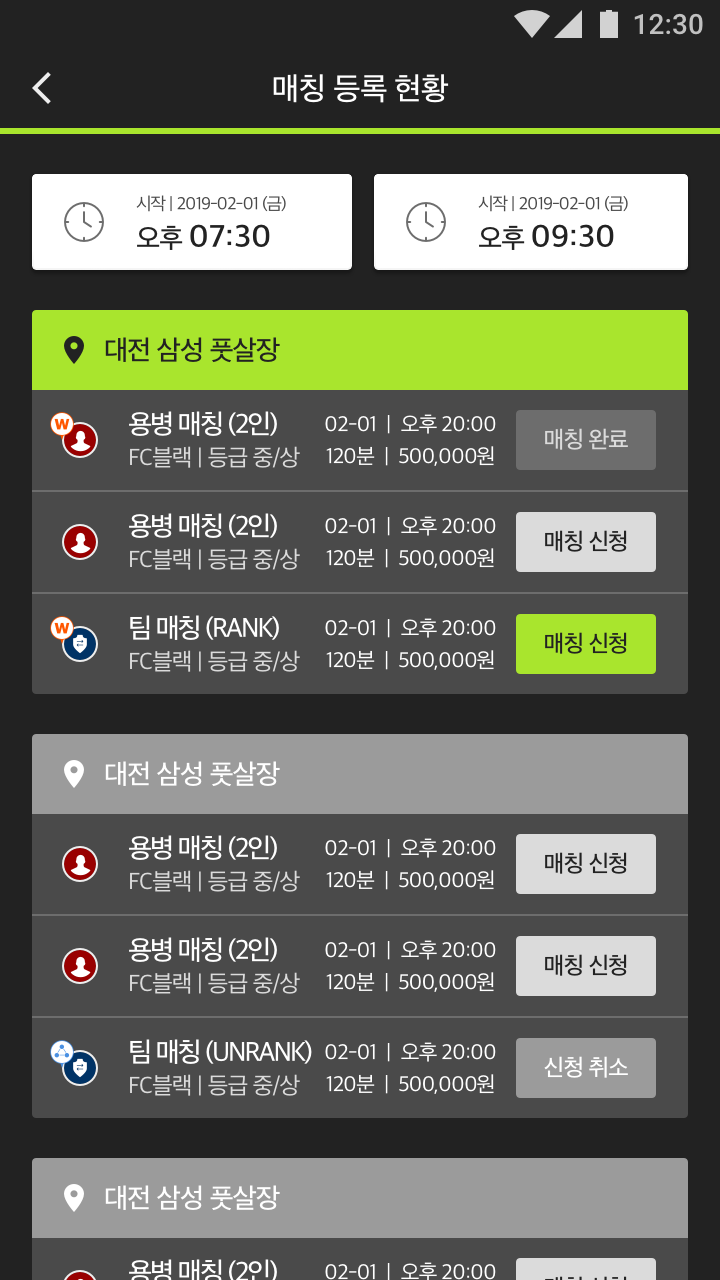 12:30
매칭 등록 현황
시작 | 2019-02-01 (금)
오후 07:30
시작 | 2019-02-01 (금)
오후 09:30
대전 삼성 풋살장
W
용병 매칭 (2인) 02-01 | 오후 20:00
FC블랙 | 등급 중/상 120분 | 500,000원
매칭 완료
용병 매칭 (2인) 02-01 | 오후 20:00
FC블랙 | 등급 중/상 120분 | 500,000원
매칭 신청
W
팀 매칭 (RANK) 02-01 | 오후 20:00
FC블랙 | 등급 중/상 120분 | 500,000원
매칭 신청
대전 삼성 풋살장
용병 매칭 (2인) 02-01 | 오후 20:00
FC블랙 | 등급 중/상 120분 | 500,000원
매칭 신청
용병 매칭 (2인) 02-01 | 오후 20:00
FC블랙 | 등급 중/상 120분 | 500,000원
매칭 신청
팀 매칭 (UNRANK) 02-01 | 오후 20:00
FC블랙 | 등급 중/상 120분 | 500,000원
신청 취소
대전 삼성 풋살장
용병 매칭 (2인) 02-01 | 오후 20:00